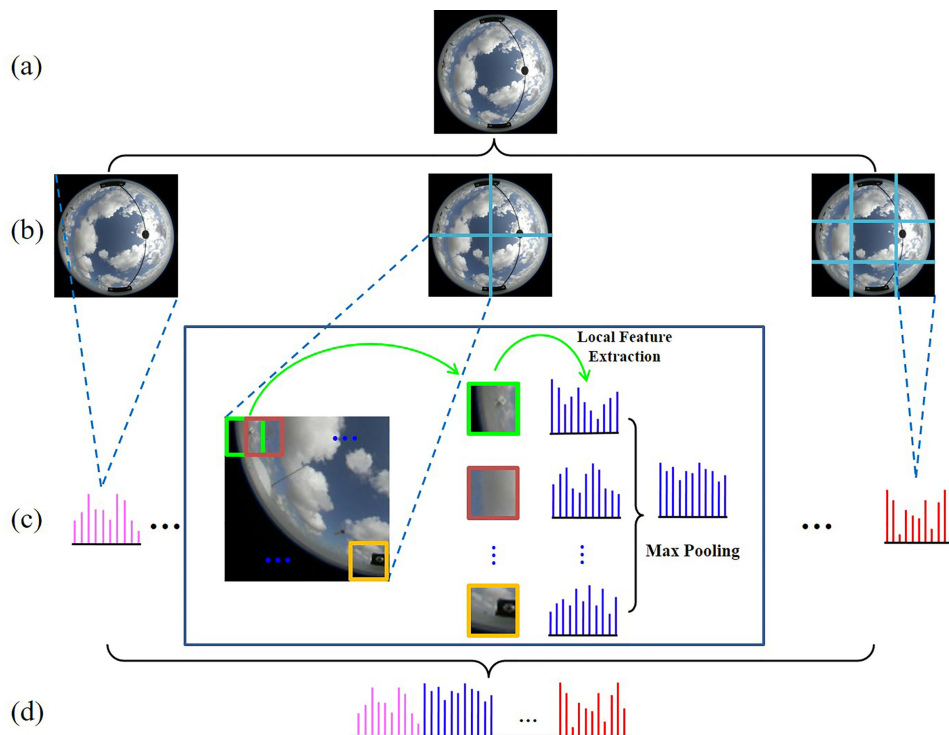 (a)
(b)
Local Feature
Extraction
(c)
...
Max Pooling
...
(d)
...